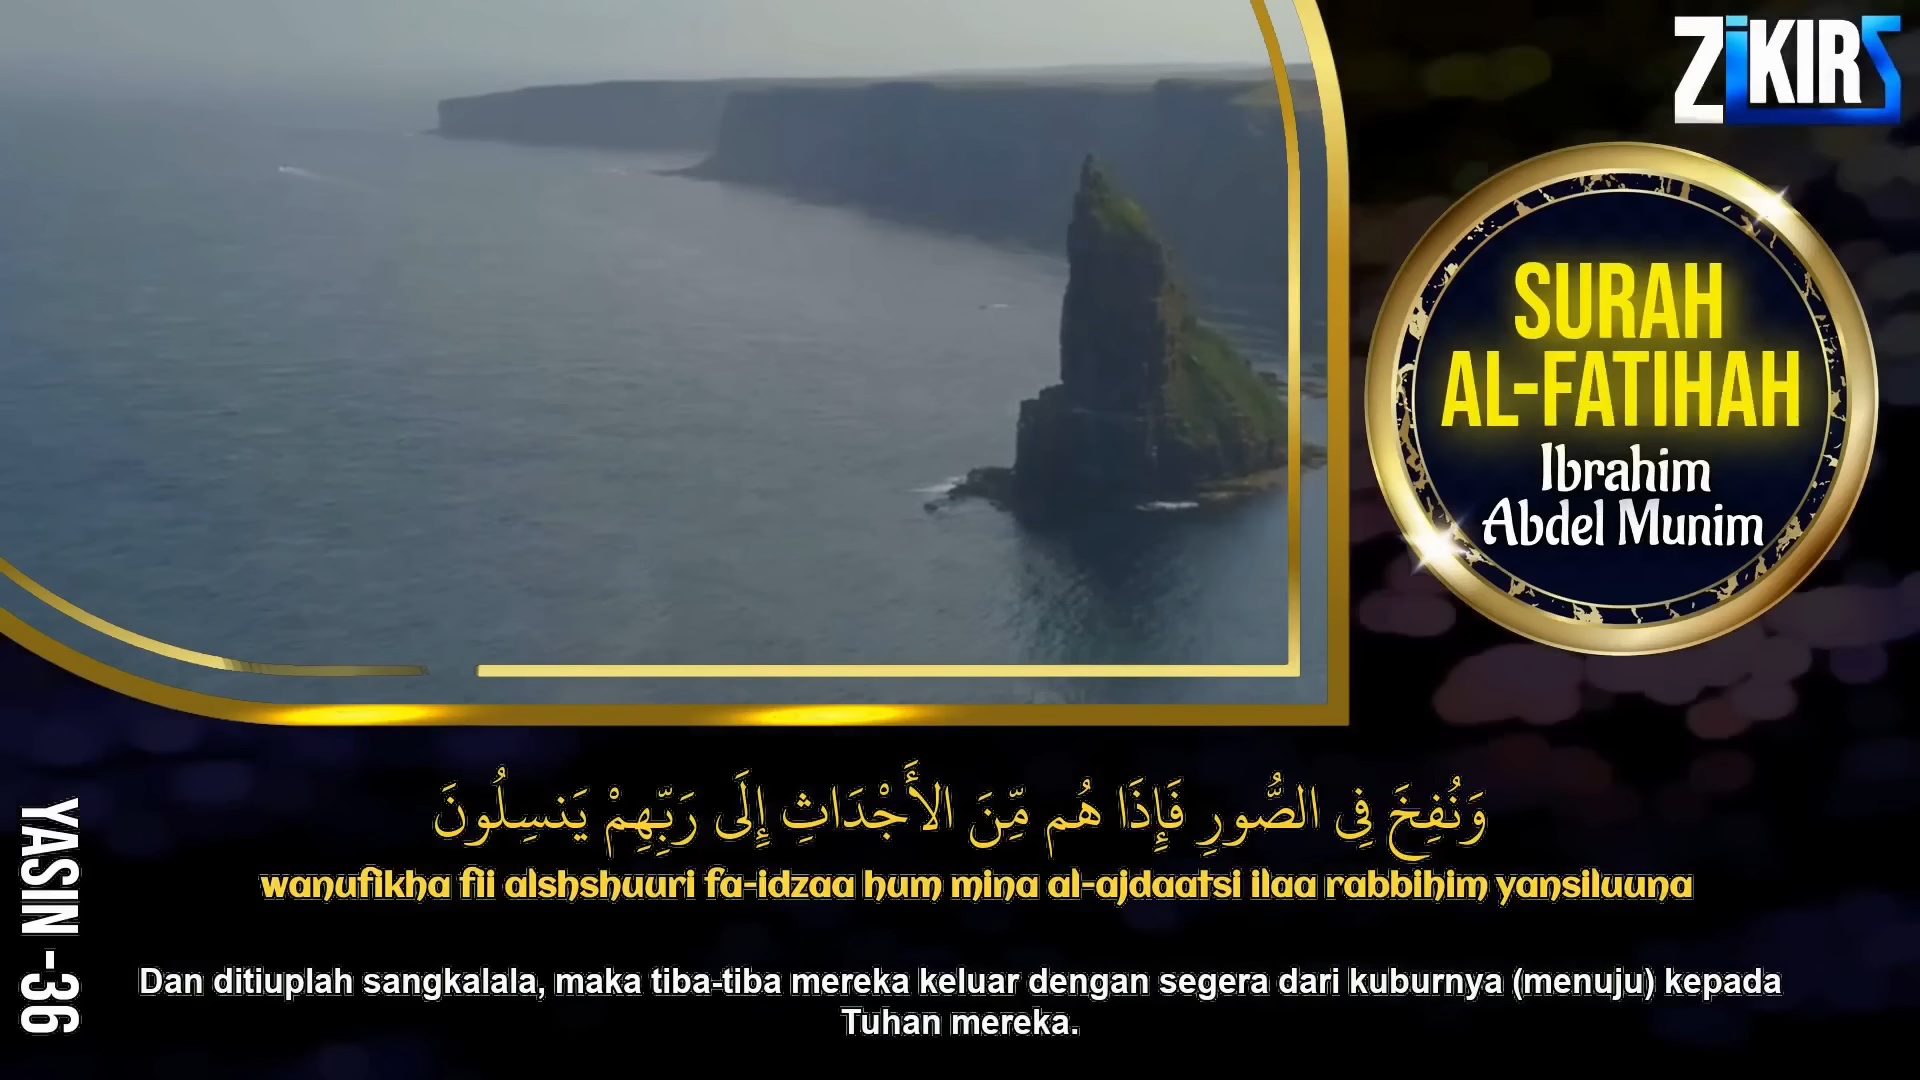 ZiKIR
SURAH
AL-FATIHAH
Ibrahim
Abdel Munim
وَنُفِخَ فِى الصُّورِ فَإِذَا هُم مِّنَ الأَجْدَاثِ إِلَى رَبِّهِمْ يَنسِلُونَ
wanufikha fii alshshuuri fa-idzaa hum mina al-ajdaatsi ilaa rabbihim yansiluuna
Dan ditiuplah sangkalala, maka tiba-tiba mereka keluar dengan segera dari kuburnya (menuju) kepada
Tuhan mereka.
YASIN -36